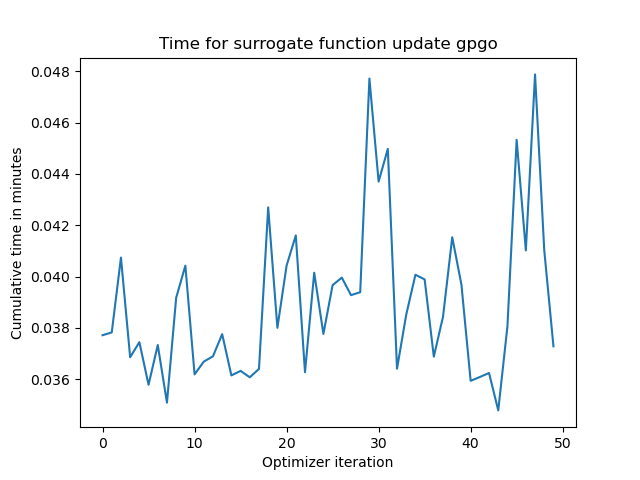 Time for surrogate function update gpgo
0.048
0.046
0.044
0.042
0.040
0.038
0.036
Cumulative time in minutes
0 10 20 30 40 50
Optimizer iteration